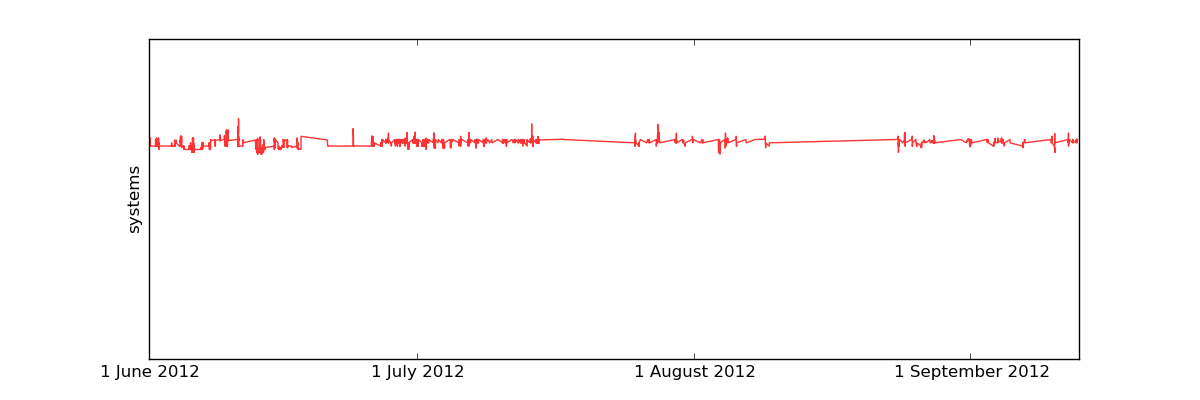 systems
1 June 2012
1 July 2012
1 August 2012
1 September 2012